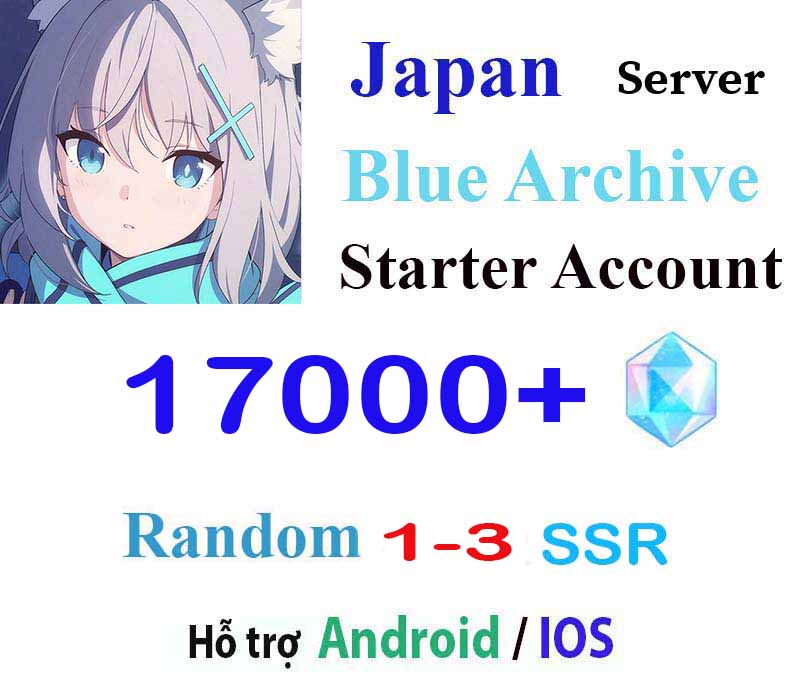 Japan Server
Blue Archive
Starter Account
17000+
Random 1-3 SSR
Hỗ trợ Android / IOS